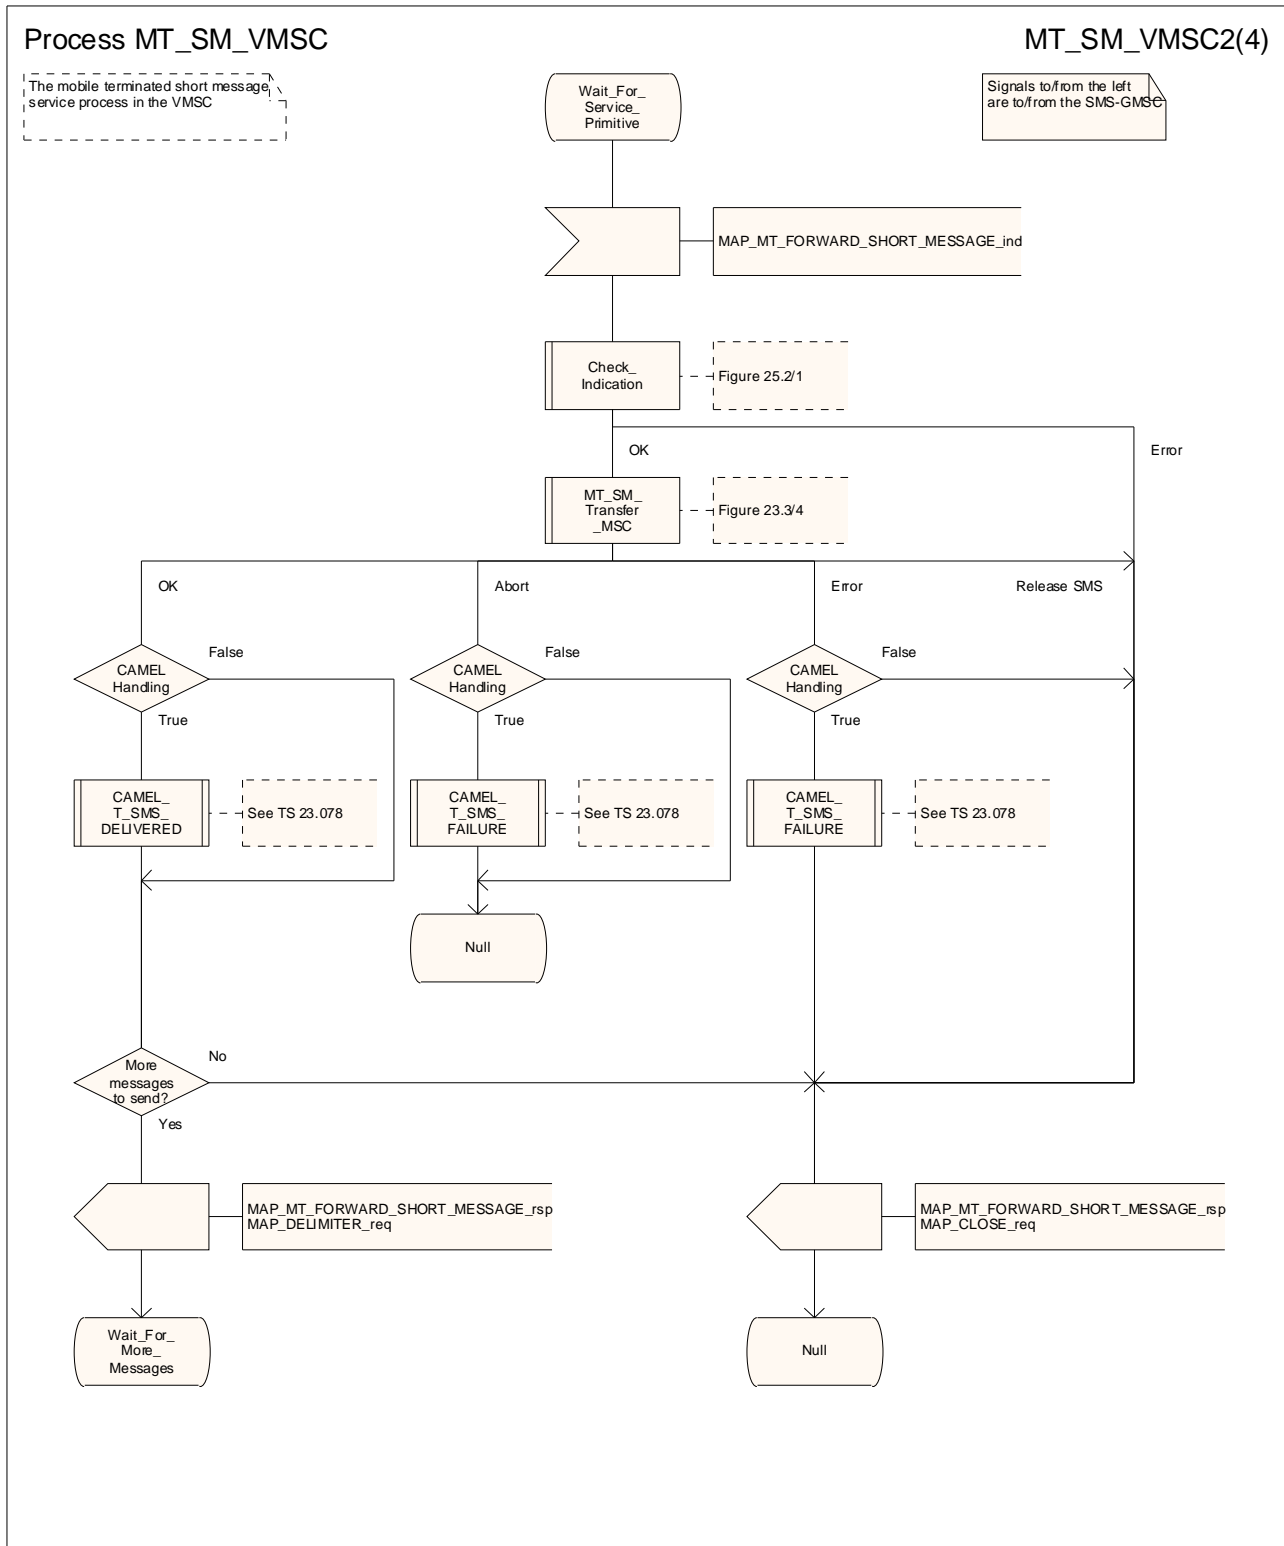 Process MT_SM_VMSC
MT_SM_VMSC2(4)
The mobile terminated short message
service process in the VMSC
Wait_For_
Service_
Primitive
Signals to/from the left
are to/from the SMS-GMSC
MAP_MT_FORWARD_SHORT_MESSAGE_ind
Check_
Indication
Figure 25.2/1
OK
Error
MT_SM_
Transfer
_MSC
Figure 23.3/4
OK
Abort
Error
Release SMS
CAMEL
Handling
False
True
CAMEL
Handling
False
True
CAMEL
Handling
False
True
CAMEL_
T_SMS_
DELIVERED
See TS 23.078
CAMEL_
T_SMS_
FAILURE
See TS 23.078
CAMEL_
T_SMS_
FAILURE
See TS 23.078
Null
More
messages
to send?
No
Yes
MAP_MT_FORWARD_SHORT_MESSAGE_rsp
MAP_DELIMITER_req
MAP_MT_FORWARD_SHORT_MESSAGE_rsp
MAP_CLOSE_req
Wait_For_
More_
Messages
Null